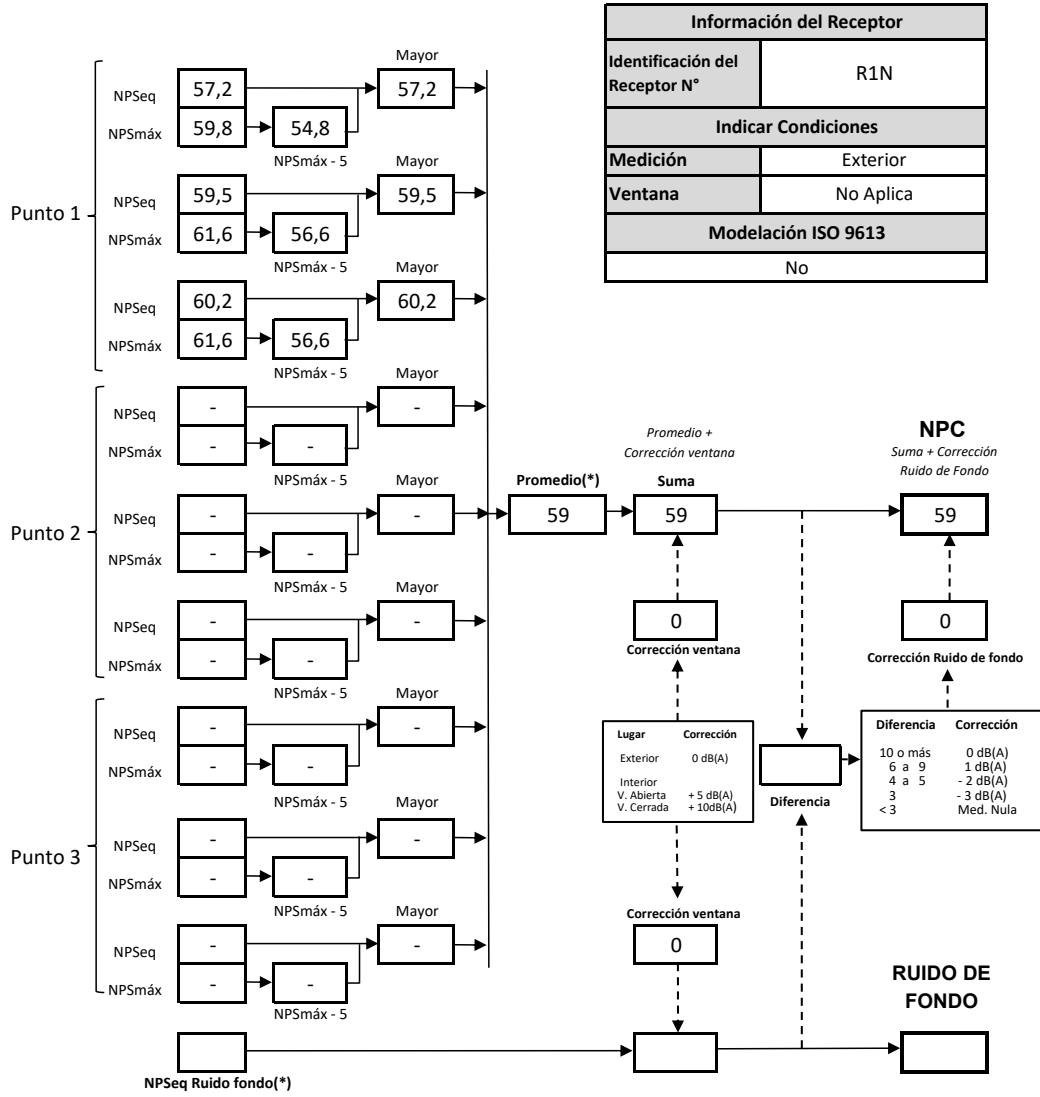 Información del Receptor
Identificación del
Receptor N°
R1N
Indicar Condiciones
Medición
Exterior
Ventana
No Aplica
Modelación ISO 9613
No
Punto 1
Mayor
NPSeq
57,2
57,2
NPSmáx
59,8
54,8
NPSmáx - 5
Mayor
NPSeq
59,5
59,5
NPSmáx
61,6
56,6
NPSmáx - 5
Mayor
NPSeq
60,2
60,2
NPSmáx
61,6
56,6
NPSmáx - 5
Punto 2
Mayor
NPSeq
-
-
NPSmáx
-
-
NPSmáx - 5
Mayor
NPSeq
-
-
NPSmáx
-
-
NPSmáx - 5
Mayor
NPSeq
-
-
NPSmáx
-
-
NPSmáx - 5
Punto 3
Mayor
NPSeq
-
-
NPSmáx
-
-
NPSmáx - 5
Mayor
NPSeq
-
-
NPSmáx
-
-
NPSmáx - 5
Mayor
NPSeq
-
-
NPSmáx
-
-
NPSmáx - 5
NPSeq Ruido fondo(*)
Promedio(*)
59
Promedio +
Corrección ventana
Suma
59
0
Corrección ventana
Lugar Corrección
Exterior 0 dB(A)
Interior
V. Abierta + 5 dB(A)
V. Cerrada + 10dB(A)
Corrección ventana
0
Diferencia
NPC
Suma + Corrección
Ruido de Fondo
59
0
Corrección Ruido de fondo
Diferencia Corrección
10 o más 0 dB(A)
6 a 9 1 dB(A)
4 a 5 - 2 dB(A)
3 - 3 dB(A)
< 3 Med. Nula
RUIDO DE
FONDO